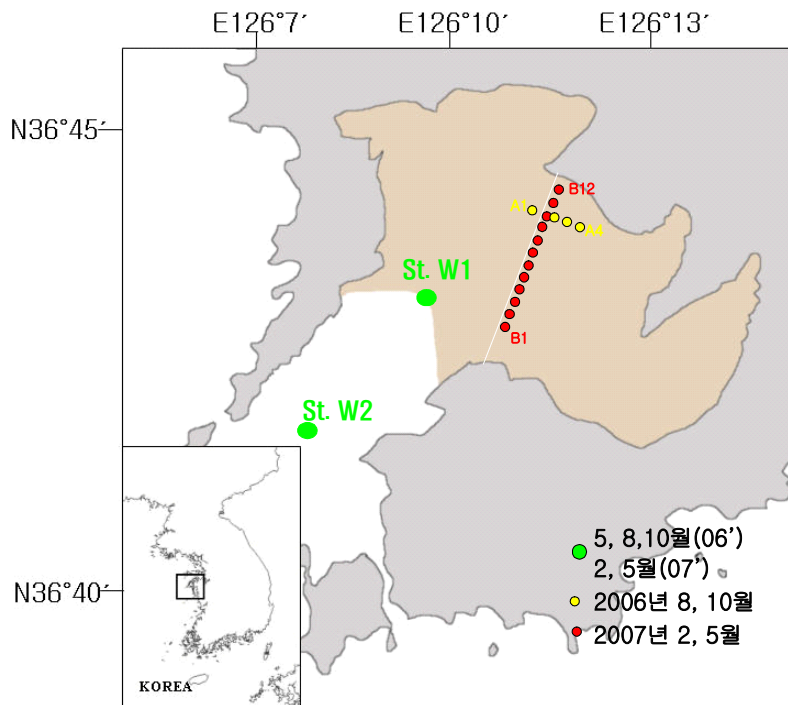 E126°7′ E126°10′ E126°13′
N36°45′
B12
A1
A4
St. W1
B1
St. W2
5, 8,10월(06’)
2, 5월(07’)
N36°40′
2006년 8, 10월
2007년 2, 5월
KOREA